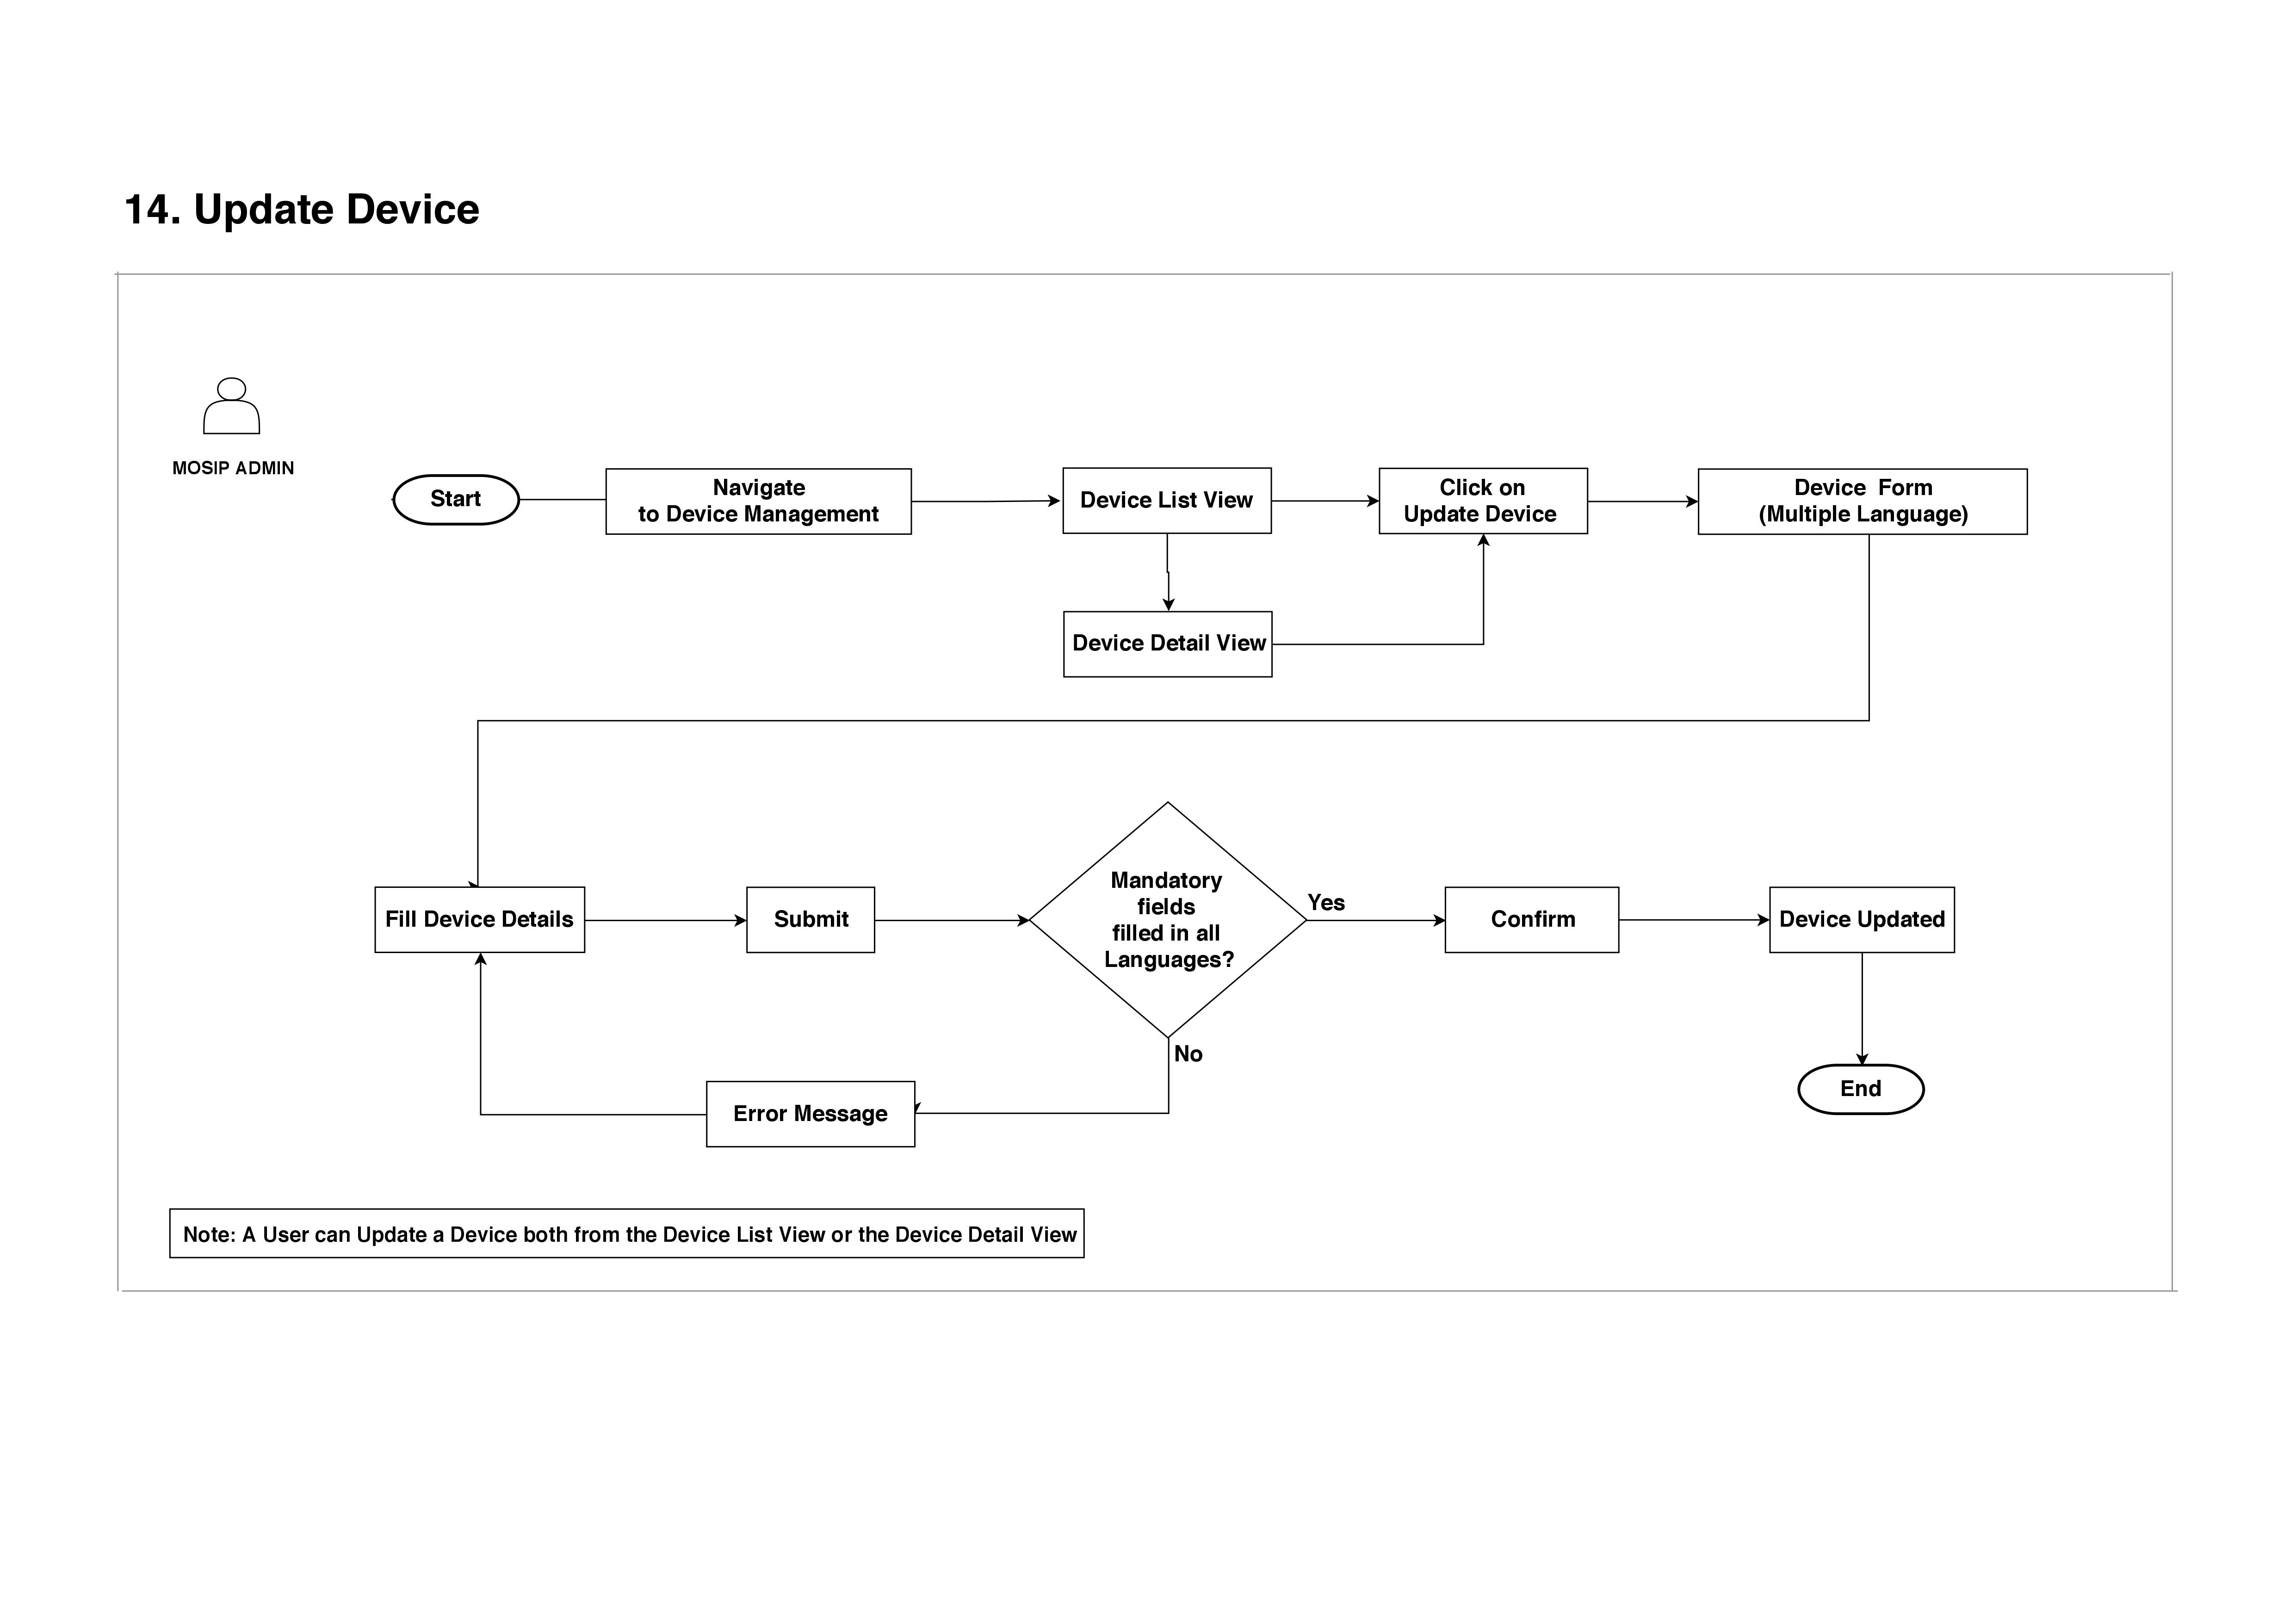 14. Update Device
MOSIP ADMIN
Start
Navigate
to Device Management
Device List View
Click on
Update Device
Device Form
(Multiple Language)
Device Detail View
Fill Device Details
Submit
Mandatory
fields
filled in all
Languages?
Yes
Confirm
Device Updated
No
Error Message
End
Note: A User can Update a Device both from the Device List View or the Device Detail View